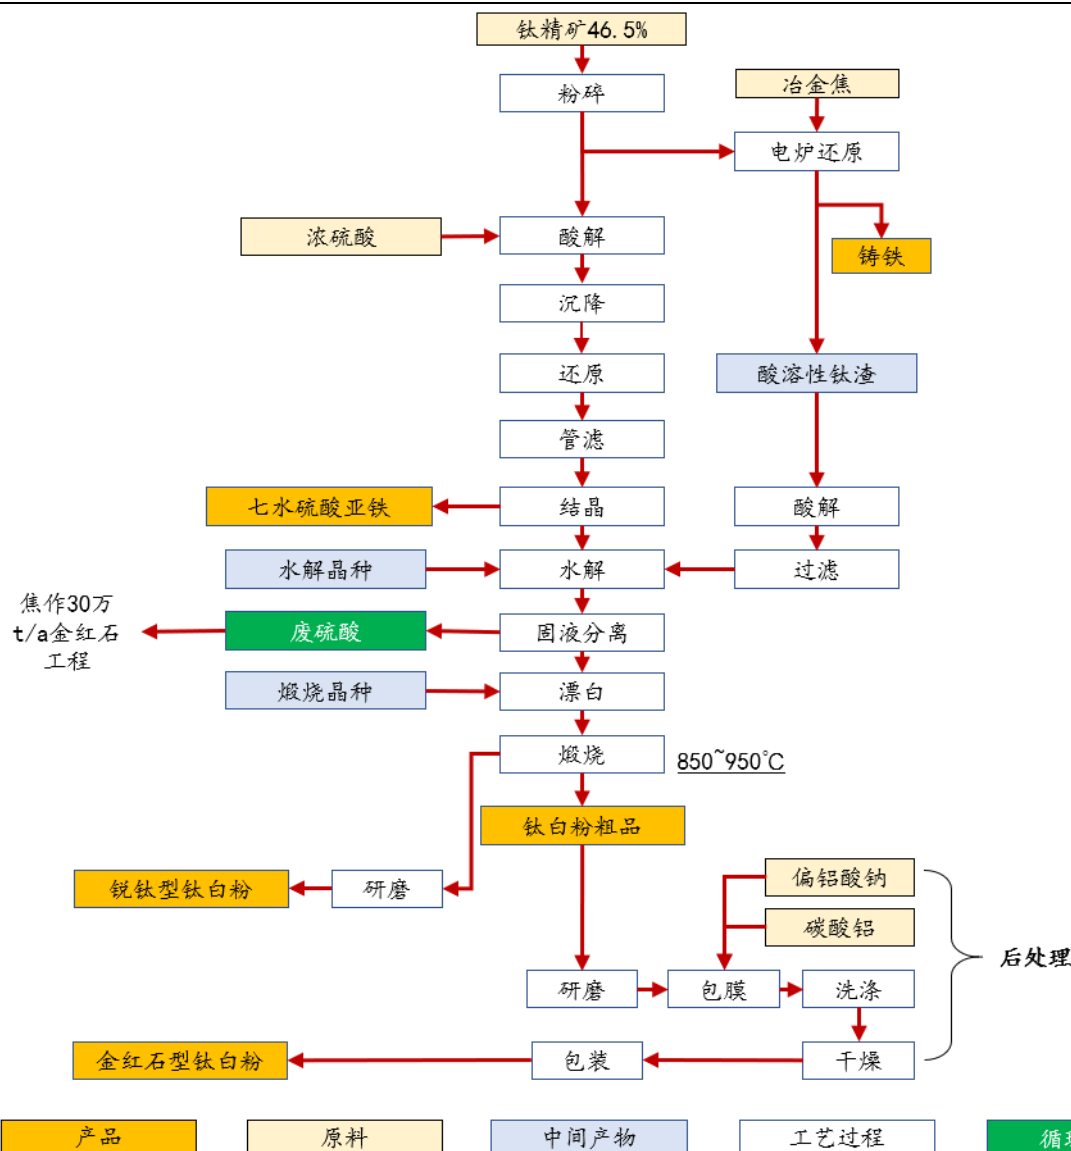 钛精矿46.5%
粉碎
冶金焦
电炉还原
浓硫酸
酸解
铸铁
沉降
还原
酸溶性钛渣
管滤
七水硫酸亚铁
结晶
酸解
水解晶种
水解
过滤
焦作30万
t/a金红石
工程
废硫酸
固液分离
煅烧晶种
漂白
煅烧
850~950℃
钛白粉粗品
锐钛型钛白粉
研磨
偏铝酸钠
碳酸铝
后处理
研磨
包膜
洗涤
金红石型钛白粉
包装
干燥
产品
原料
中间产物
工艺过程
循